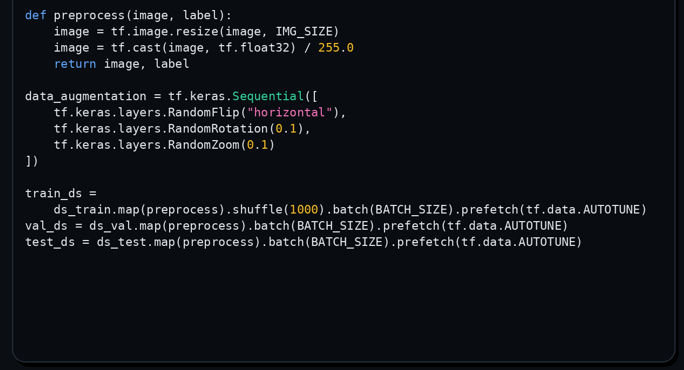 def preprocess(image, label):
    image = tf.image.resize(image, IMG_SIZE)
    image = tf.cast(image, tf.float32) / 255.0
    return image, label

data_augmentation = tf.keras.Sequential([
    tf.keras.layers.RandomFlip("horizontal"),
    tf.keras.layers.RandomRotation(0.1),
    tf.keras.layers.RandomZoom(0.1)
])

train_ds =
    ds_train.map(preprocess).shuffle(1000).batch(BATCH_SIZE).prefetch(tf.data.AUTOTUNE)
val_ds = ds_val.map(preprocess).batch(BATCH_SIZE).prefetch(tf.data.AUTOTUNE)
test_ds = ds_test.map(preprocess).batch(BATCH_SIZE).prefetch(tf.data.AUTOTUNE)